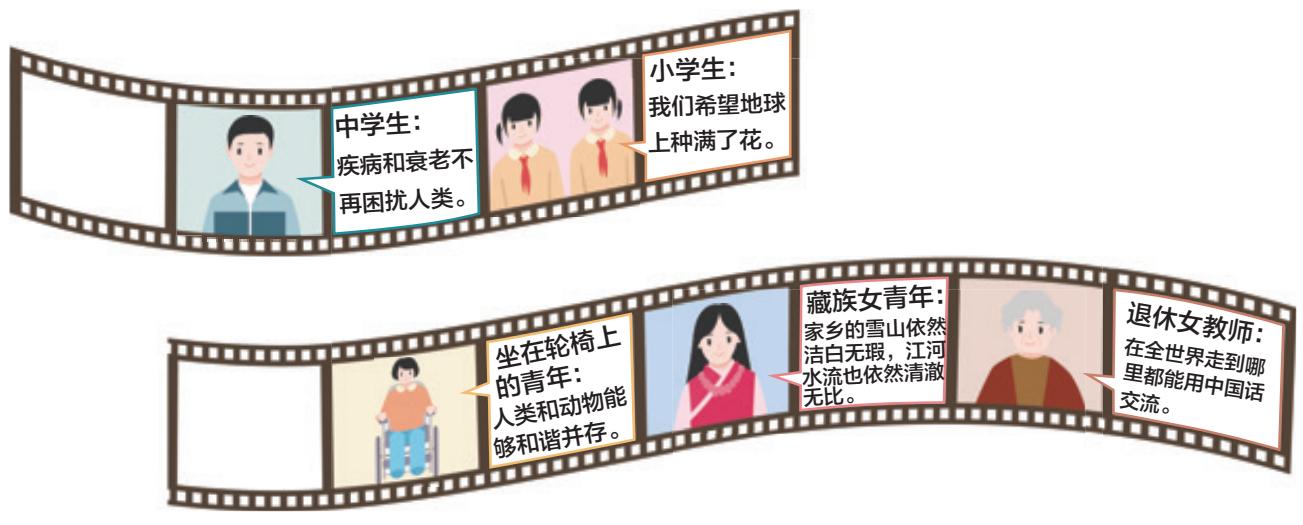 中学生：
疾病和衰老不
再困扰人类。
小学生：
我们希望地球
上种满了花。
坐在轮椅上
的青年：
人类和动物能
够和谐并存。
藏族女青年：
家乡的雪山依然
洁白无瑕，江河
水流也依然清澈
无比。
退休女教师：
在全世界走到哪
里都能用中国话
交流。